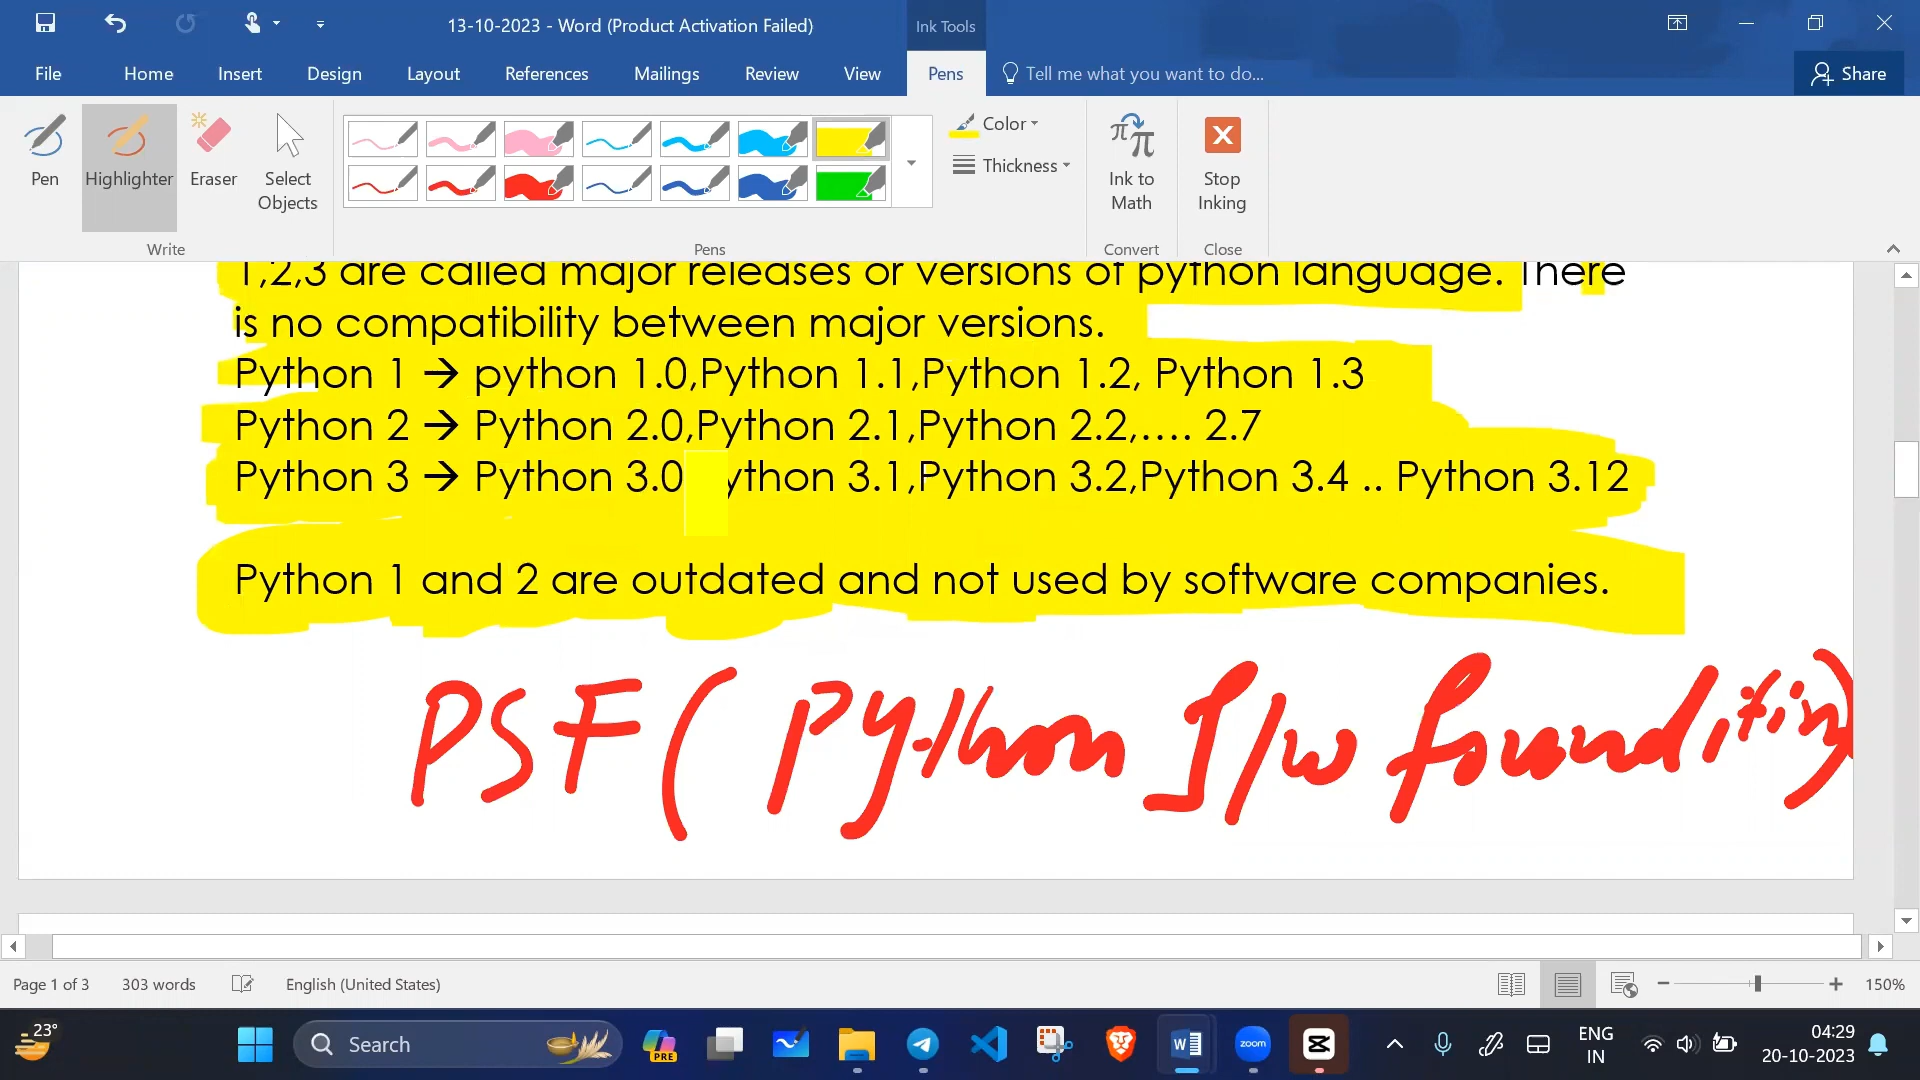 13-10-2023 - Word (Product Activation Failed)
Ink Tools
File Home Insert Design Layout References Mailings Review View Pens Tell me what you want to do... Share
Pen Highlighter Eraser Select Objects
Color
Thickness
Ink to Math
Stop Inking
Write Pens Convert Close
1,2,3 are called major releases or versions of python language. There
is no compatibility between major versions.
Python 1 → python 1.0,Python 1.1,Python 1.2, Python 1.3
Python 2 → Python 2.0,Python 2.1,Python 2.2,.... 2.7
Python 3 → Python 3.0 ython 3.1,Python 3.2,Python 3.4 .. Python 3.12
Python 1 and 2 are outdated and not used by software companies.
PSF ( Python S/w
Page 1 of 3 303 words English (United States) 150%
23°
Search
PRE
W
zoom
ENG
IN
04:29
20-10-2023